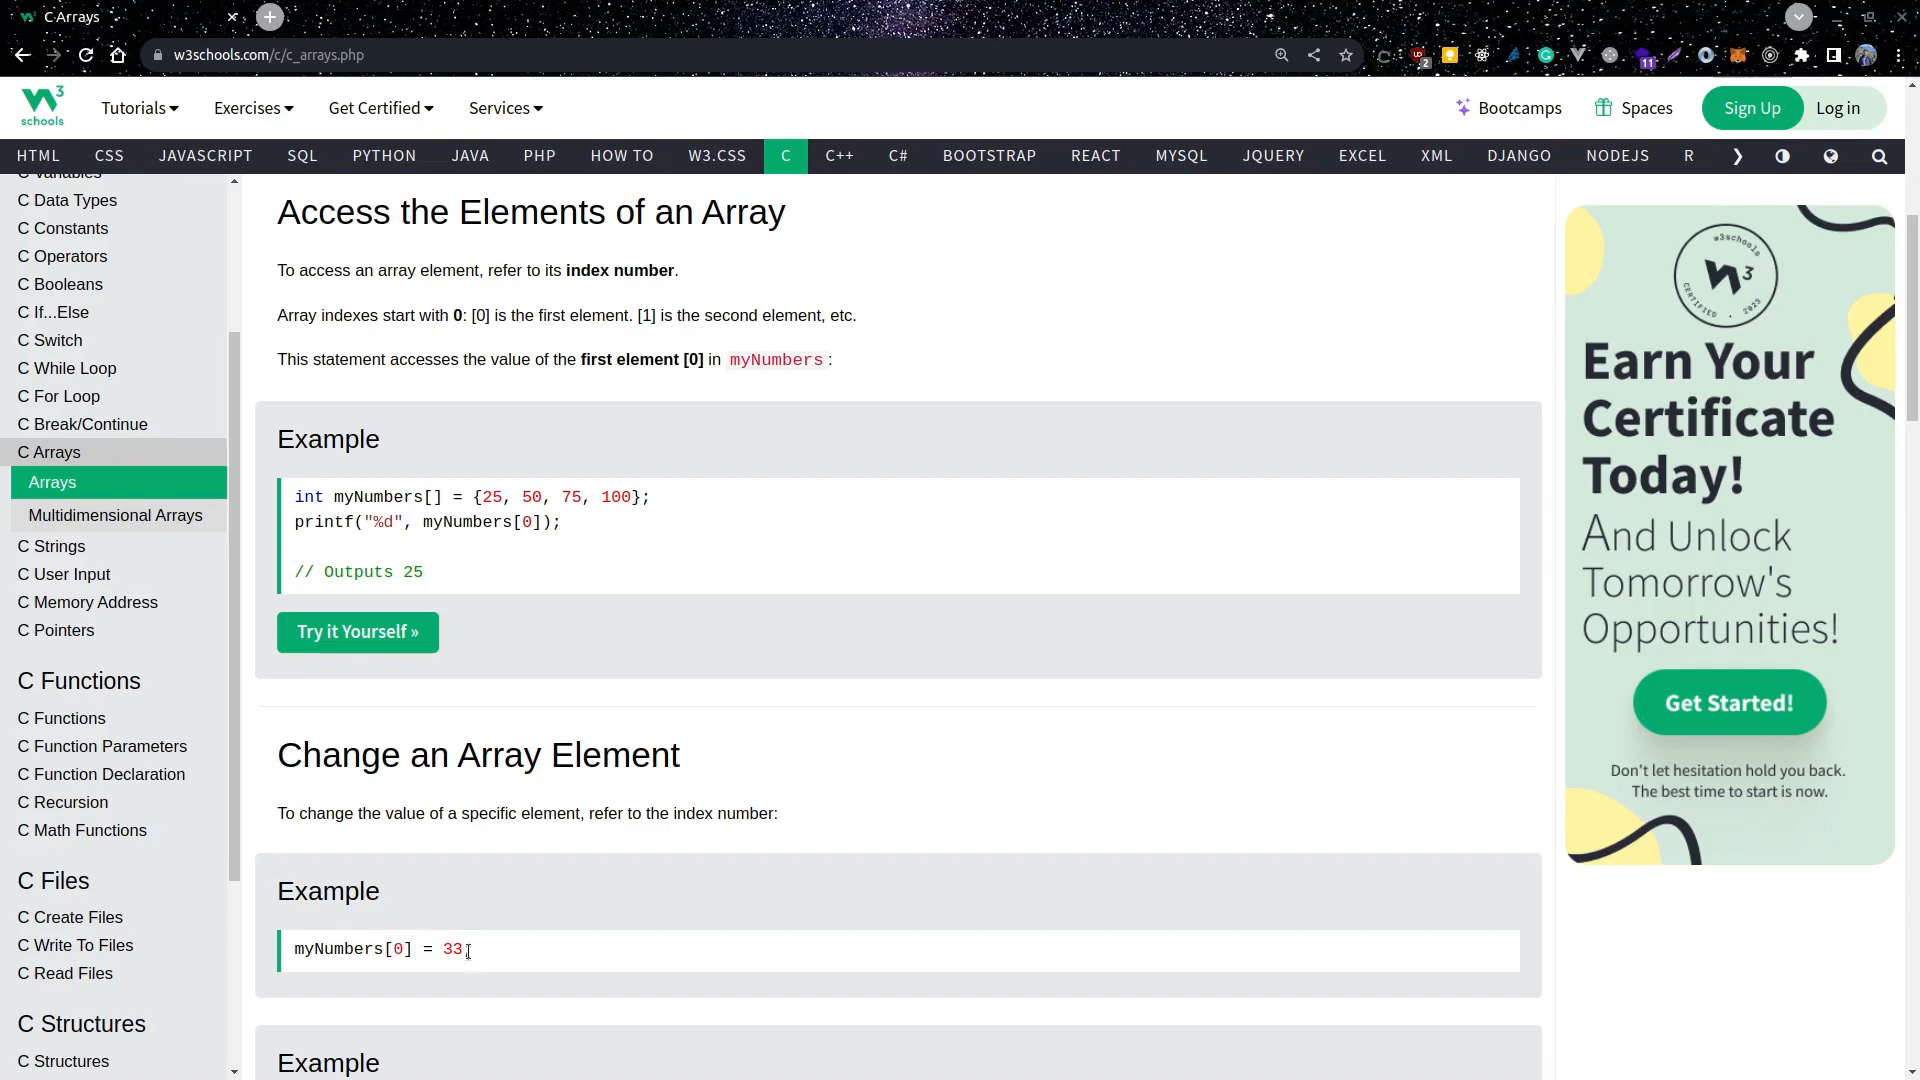 C Arrays
w3schools.com/c/c_arrays.php
2
11
W3 schools
Tutorials
Exercises
Get Certified
Services
Bootcamps
Spaces
Sign Up
Log in
HTML CSS JAVASCRIPT SQL PYTHON JAVA PHP HOW TO W3.CSS C C++ C# BOOTSTRAP REACT MYSQL JQUERY EXCEL XML DJANGO NODEJS R
C Variables
C Data Types
C Constants
C Operators
C Booleans
C If...Else
C Switch
C While Loop
C For Loop
C Break/Continue
C Arrays
Arrays
Multidimensional Arrays
C Strings
C User Input
C Memory Address
C Pointers
C Functions
C Functions
C Function Parameters
C Function Declaration
C Recursion
C Math Functions
C Files
C Create Files
C Write To Files
C Read Files
C Structures
C Structures
Access the Elements of an Array
To access an array element, refer to its index number.
Array indexes start with 0: [0] is the first element. [1] is the second element, etc.
This statement accesses the value of the first element [0] in myNumbers:
Example
int myNumbers[] = {25, 50, 75, 100};
printf("%d", myNumbers[0]);
// Outputs 25
Try it Yourself »
Change an Array Element
To change the value of a specific element, refer to the index number:
Example
myNumbers[0] = 33;
Example
w3schools
W3
CERTIFIED . 2023
Earn Your
Certificate
Today!
And Unlock
Tomorrow's
Opportunities!
Get Started!
Don't let hesitation hold you back.
The best time to start is now.